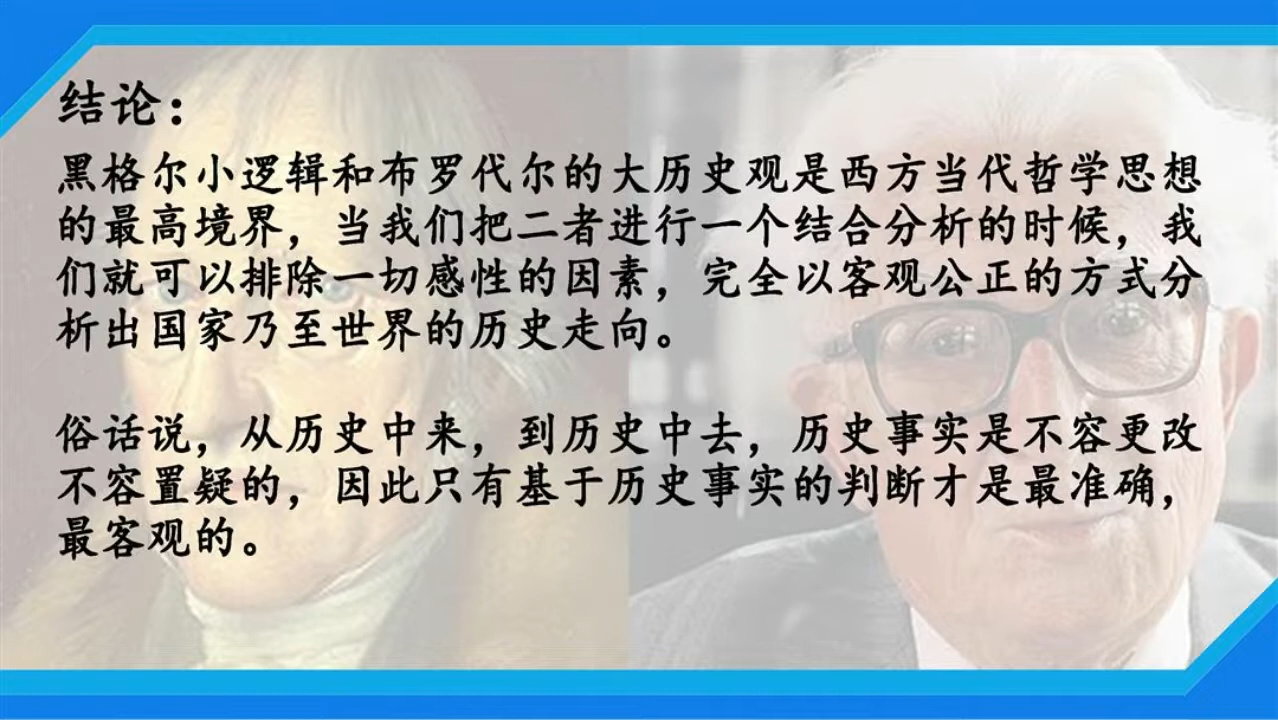 结论：
黑格尔小逻辑和布罗代尔的大历史观是西方当代哲学思想
的最高境界，当我们把二者进行一个结合分析的时候，我
们就可以排除一切感性的因素，完全以客观公正的方式分
析出国家乃至世界的历史走向。
俗话说，从历史中来，到历史中去，历史事实是不容更改
不容置疑的，因此只有基于历史事实的判断才是最准确，
最客观的。